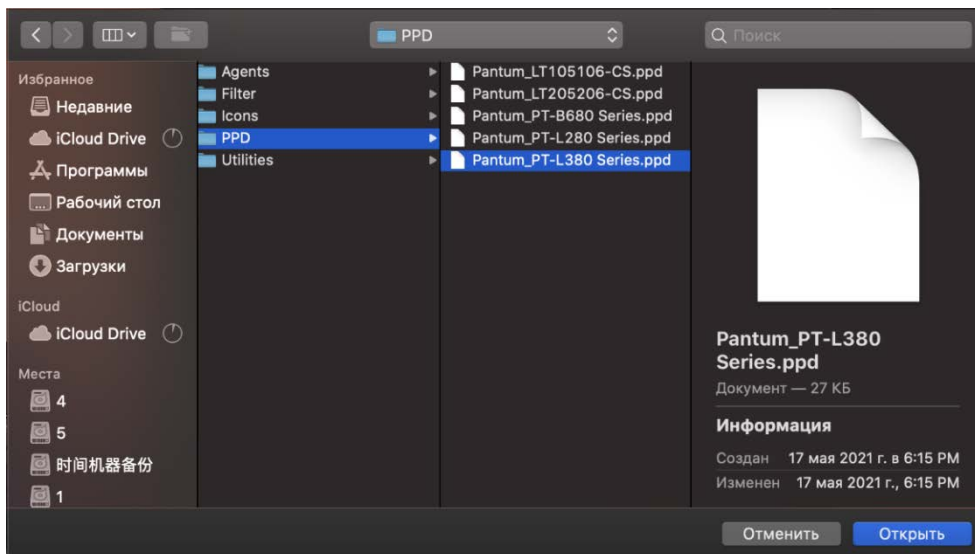 PPD
Поиск
Избранное
Недавние
iCloud Drive
Программы
Рабочий стол
Документы
Загрузки
iCloud
iCloud Drive
Места
4
5
时间机器备份
1
Agents
Filter
Icons
PPD
Utilities
Pantum_LT105106-CS.ppd
Pantum_LT205206-CS.ppd
Pantum_PT-B680 Series.ppd
Pantum_PT-L280 Series.ppd
Pantum_PT-L380 Series.ppd
Pantum_PT-L380
Series.ppd
Документ — 27 КБ
Информация
Создан 17 мая 2021 г. в 6:15 PM
Изменен 17 мая 2021 г., 6:15 PM
Отменить
Открыть